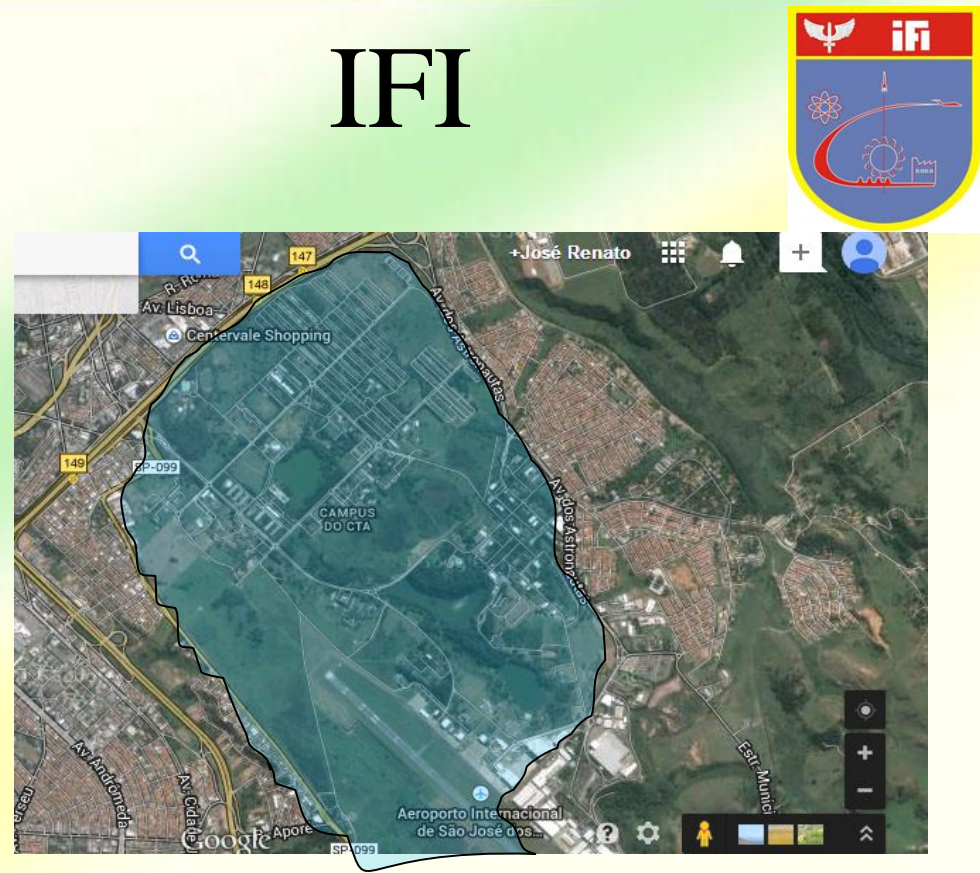 IFI
iFi
147
+José Renato
148
R. Roma
Av. Lisboa
Centervale Shopping
Av. dos Astronautas
149
SP-099
CAMPUS
DO CTA
Av. dos Astronautas
Av. Andrômeda
Av. Cidade J
Estr. Munici
erseu
Aeroporto Internacional
de São José dos...
Google
R. Apore
SP-099